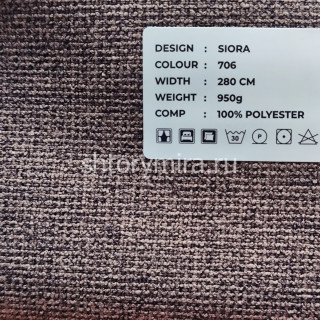 DESIGN : SIORA
COLOUR : 706
WIDTH : 280 CM
WEIGHT : 950g
COMP : 100% POLYESTER
30 P
shtorymira.ru